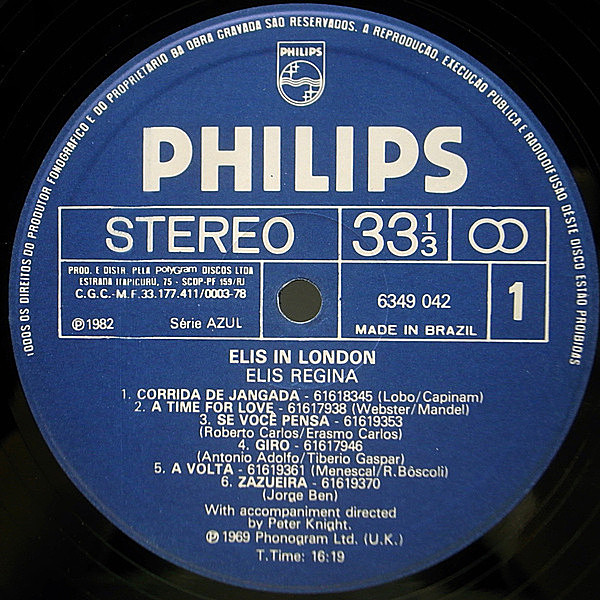 TODOS OS DIREITOS DO PRODUTOR FONOGRÁFICO E DO PROPRIETÁRIO DA OBRA GRAVADA SÃO RESERVADOS. A REPRODUÇÃO, EXECUÇÃO PÚBLICA E RADIODIFUSÃO DESTE DISCO ESTÃO PROIBIDAS
PHILIPS
PHILIPS
STEREO
33 1/3
PROD. E DISTR. PELA polygram DISCOS LTDA
ESTRADA ITAPICURU, 75 - SCDP-PF 159/RJ
C.G.C.-M.F.33.177.411/0003-78
℗1982 Série AZUL
6349 042
MADE IN BRAZIL
1
ELIS IN LONDON
ELIS REGINA
1. CORRIDA DE JANGADA - 61618345 (Lobo/Capinam)
2. A TIME FOR LOVE - 61617938 (Webster/Mandel)
3. SE VOCÊ PENSA - 61619353
(Roberto Carlos/Erasmo Carlos)
4. GIRO - 61617946
(Antonio Adolfo/Tiberio Gaspar)
5. A VOLTA - 61619361 (Menescal/R.Bôscoli)
6. ZAZUEIRA - 61619370
(Jorge Ben)
With accompaniment directed
by Peter Knight.
℗1969 Phonogram Ltd. (U.K.)
T.Time: 16:19